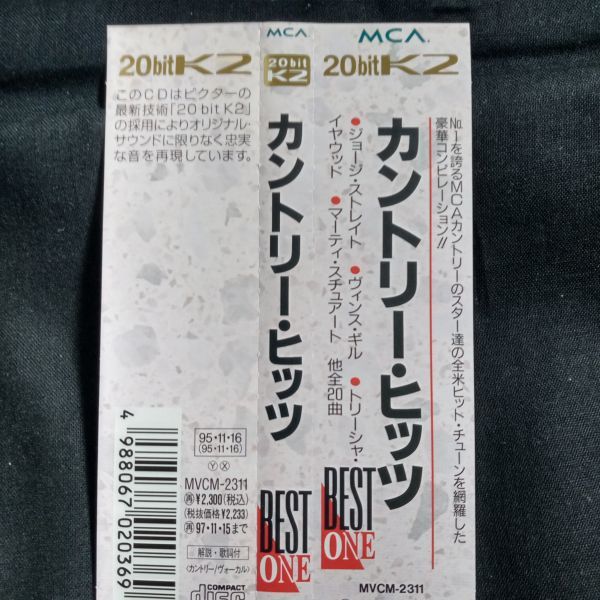 20bit K2
このCDはビクターの
最新技術「20bit K2」
の採用によりオリジナル・
サウンドに限りなく忠実
な音を再現しています。
4 988067 020369
95・11・16
(95・11・16)
Ⓨ Ⓧ
MVCM-2311
㊢¥2,300(税込)
(税抜価格¥2,233)
㊢97・11・15まで
解説・歌詞付
〈カントリー/ヴォーカル〉
COMPACT
disc
MCA
20bit
K2
カントリー・ヒッツ
BEST
ONE
MCA.
20bit K2
№1を誇るMCAカントリーのスター達の全米ヒット・チューンを網羅した
豪華コンピレーション!!
カントリー・ヒッツ
●ジョージ・ストレイト ●ヴィンス・ギル ●トリーシャ・
イヤウッド ●マーティ・スチュアート 他全20曲
BEST
ONE
MVCM-2311